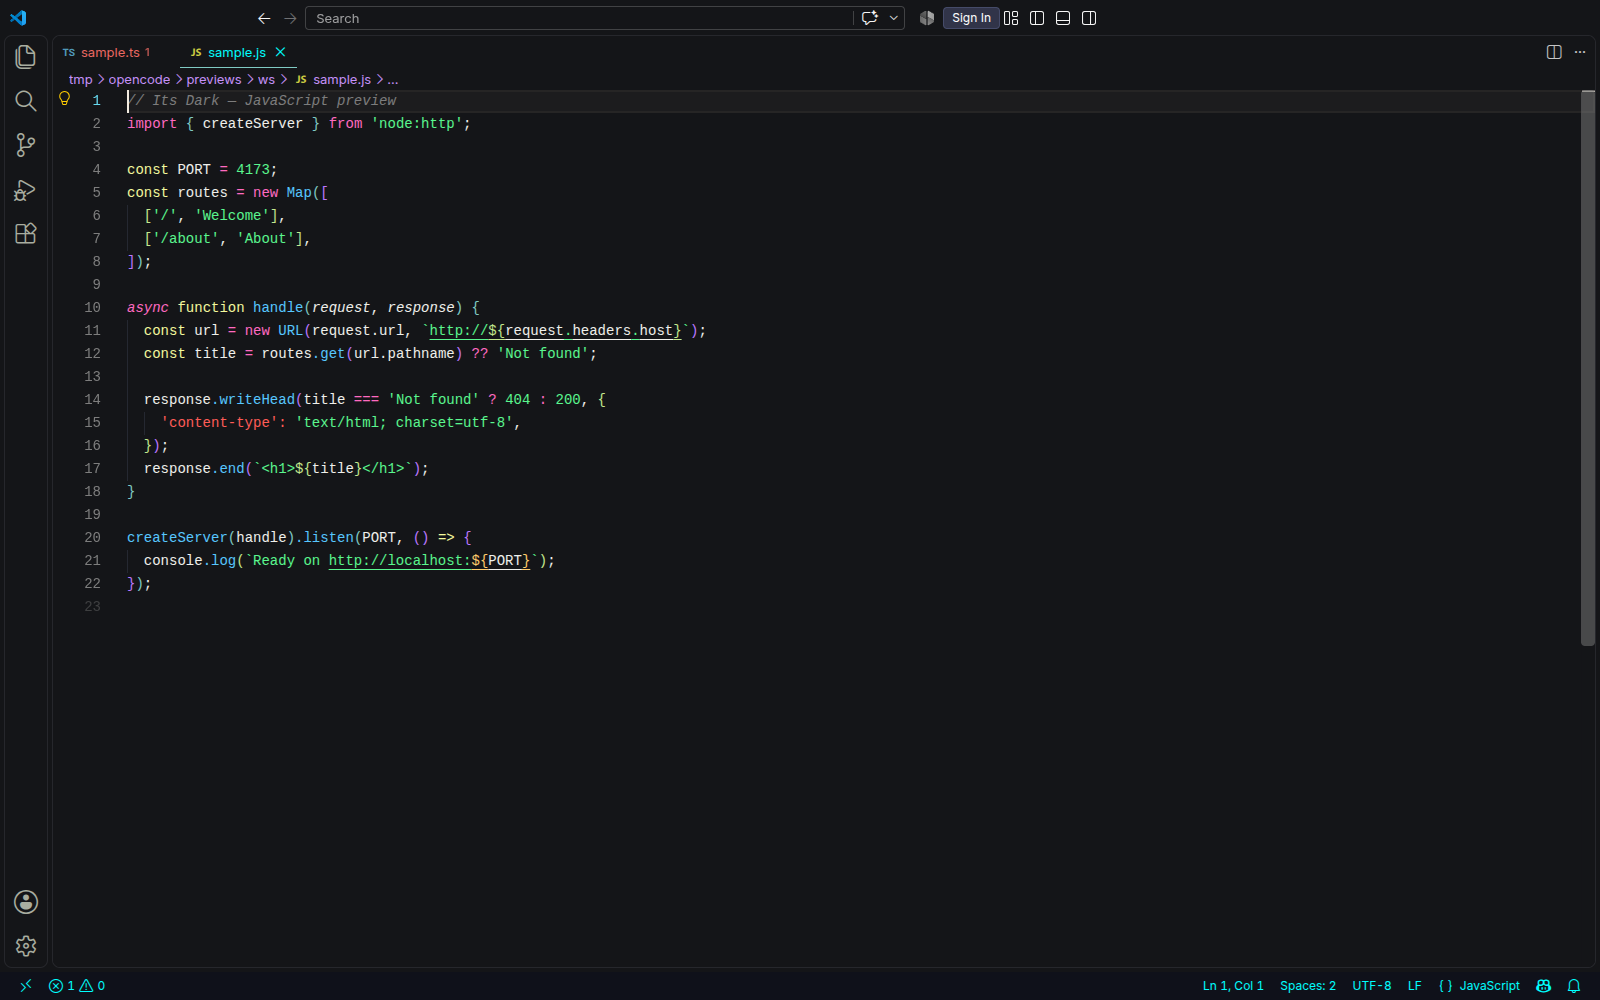 Search
Sign In
TS sample.ts 1
JS sample.js
tmp > opencode > previews > ws > JS sample.js > ...
1 // Its Dark — JavaScript preview
2 import { createServer } from 'node:http';
3
4 const PORT = 4173;
5 const routes = new Map([
6   ['/', 'Welcome'],
7   ['/about', 'About'],
8 ]);
9
10 async function handle(request, response) {
11   const url = new URL(request.url, `http://${request.headers.host}`);
12   const title = routes.get(url.pathname) ?? 'Not found';
13
14   response.writeHead(title === 'Not found' ? 404 : 200, {
15     'content-type': 'text/html; charset=utf-8',
16   });
17   response.end(`<h1>${title}</h1>`);
18 }
19
20 createServer(handle).listen(PORT, () => {
21   console.log(`Ready on http://localhost:${PORT}`);
22 });
23
1 0 Ln 1, Col 1 Spaces: 2 UTF-8 LF { } JavaScript